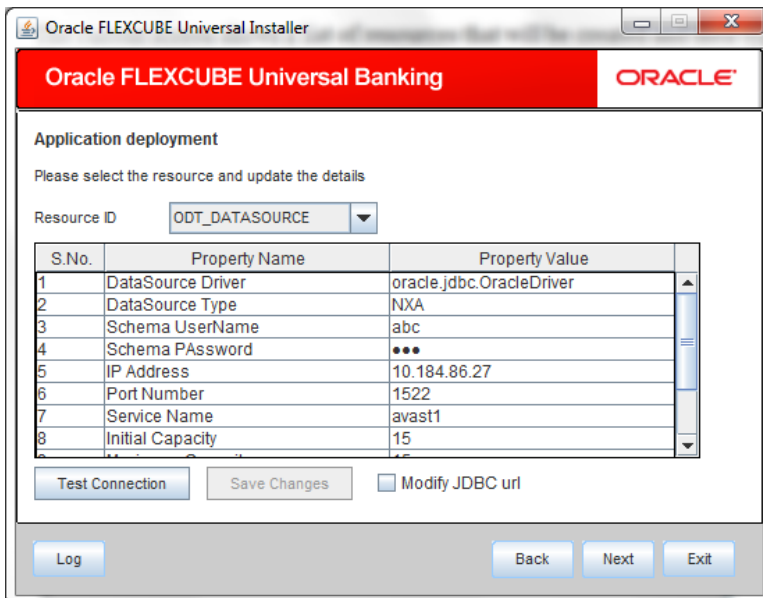 Oracle FLEXCUBE Universal Installer
Oracle FLEXCUBE Universal Banking
ORACLE
Application deployment
Please select the resource and update the details
Resource ID ODT_DATASOURCE
S.No. Property Name Property Value
1 DataSource Driver oracle.jdbc.OracleDriver
2 DataSource Type NXA
3 Schema UserName abc
4 Schema PAssword •••
5 IP Address 10.184.86.27
6 Port Number 1522
7 Service Name avast1
8 Initial Capacity 15
Test Connection Save Changes Modify JDBC url
Log Back Next Exit